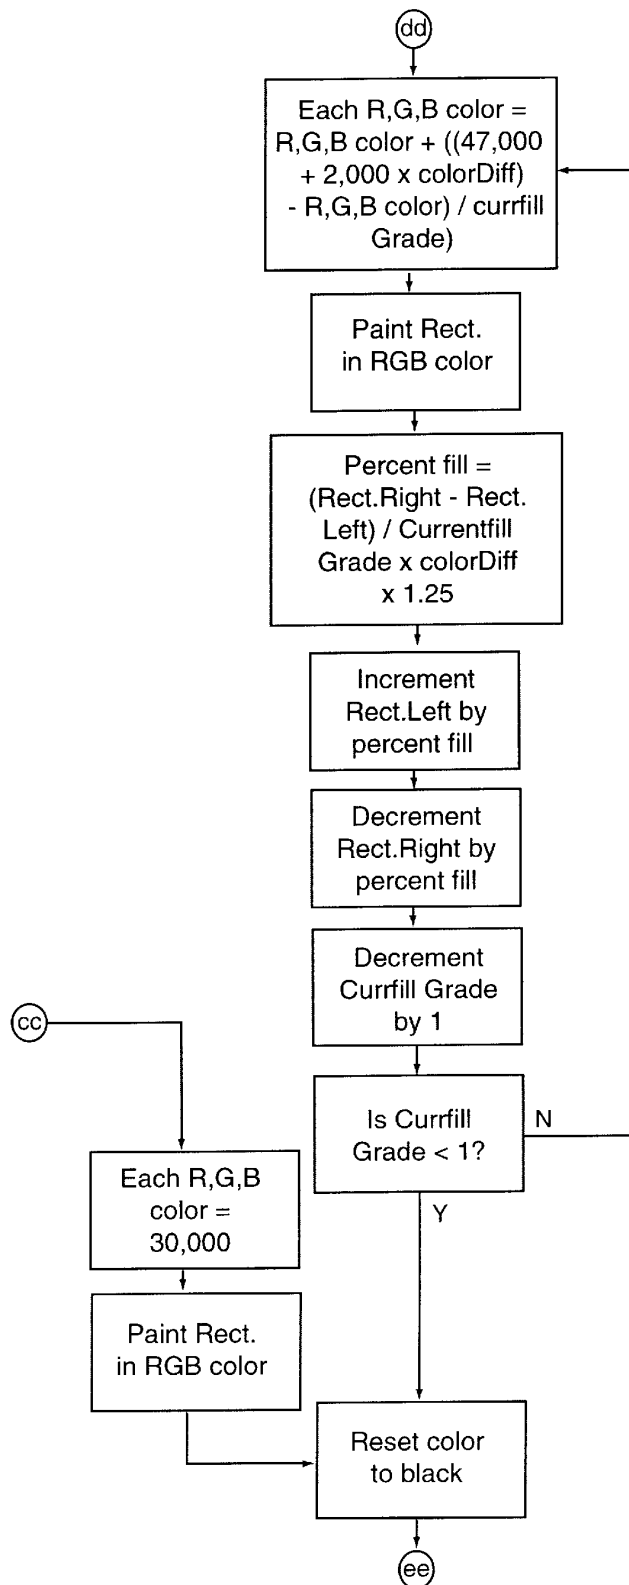 dd
Each R,G,B color =
R,G,B color + ((47,000
+ 2,000 x colorDiff)
- R,G,B color) / currfill
Grade)
Paint Rect.
in RGB color
Percent fill =
(Rect.Right - Rect.
Left) / Currentfill
Grade x colorDiff
x 1.25
Increment
Rect.Left by
percent fill
Decrement
Rect.Right by
percent fill
Decrement
Currfill Grade
by 1
cc
Is Currfill
Grade < 1?
N
Y
Each R,G,B
color =
30,000
Paint Rect.
in RGB color
Reset color
to black
ee